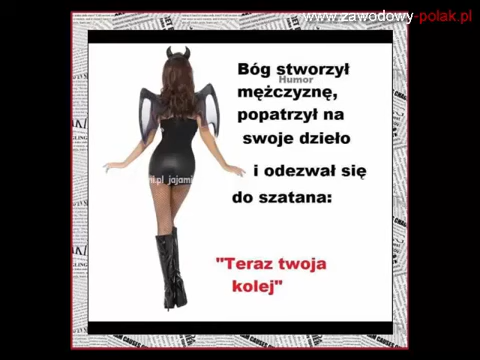 www.zawodowy-polak.pl
Bóg stworzył
Humor
mężczyznę,
popatrzył na
swoje dzieło
i odezwał się
do szatana:
"Teraz twoja
kolej"